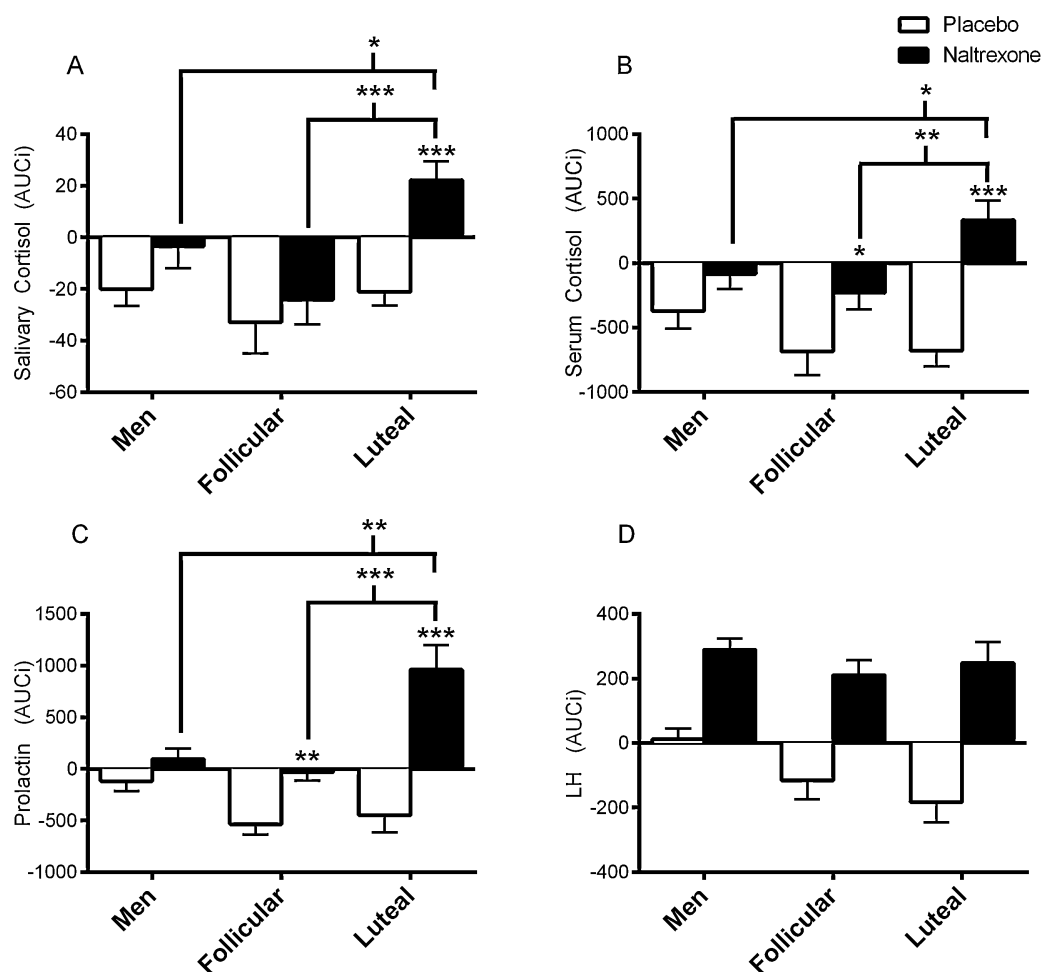 Placebo
Naltrexone
A
*
***
***
Salivary Cortisol (AUCi)
40
20
0
-20
-40
-60
Men
Follicular
Luteal
B
*
**
***
*
Serum Cortisol (AUCi)
1000
500
0
-500
-1000
Men
Follicular
Luteal
C
**
***
***
**
Prolactin (AUCi)
1500
1000
500
0
-500
-1000
Men
Follicular
Luteal
D
LH (AUCi)
400
200
0
-200
-400
Men
Follicular
Luteal